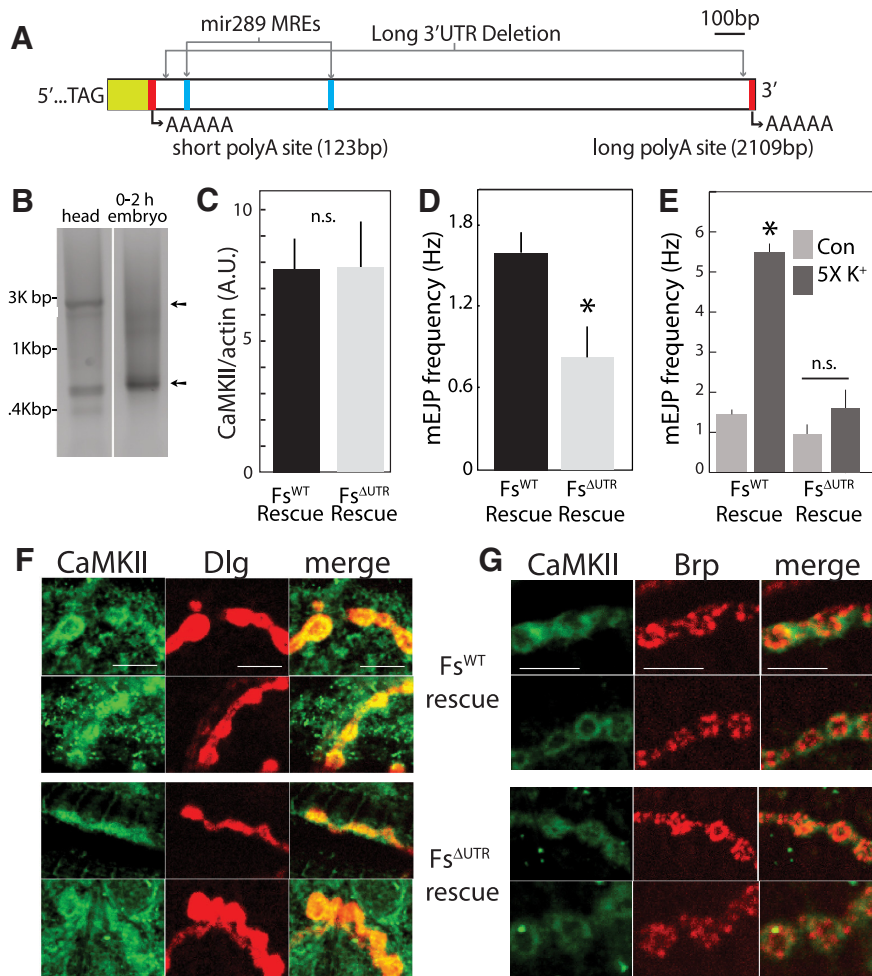 A
mir289 MREs
Long 3'UTR Deletion
100bp
5'...TAG
3'
AAAAA
AAAAA
short polyA site (123bp)
long polyA site (2109bp)
B
head
0-2 h
embryo
3K bp-
1Kbp-
.4Kbp-
C
CaMKII/actin (A.U.)
10
8
6
4
2
0
n.s.
Fs^WT
Rescue
Fs^ΔUTR
Rescue
D
mEJP frequency (Hz)
1.8
1.2
0.6
0
*
Fs^WT
Rescue
Fs^ΔUTR
Rescue
E
mEJP frequency (Hz)
6
5
4
3
2
1
0
*
Con
5X K⁺
n.s.
Fs^WT
Rescue
Fs^ΔUTR
Rescue
F
CaMKII
Dlg
merge
G
CaMKII
Brp
merge
Fs^WT
rescue
Fs^ΔUTR
rescue